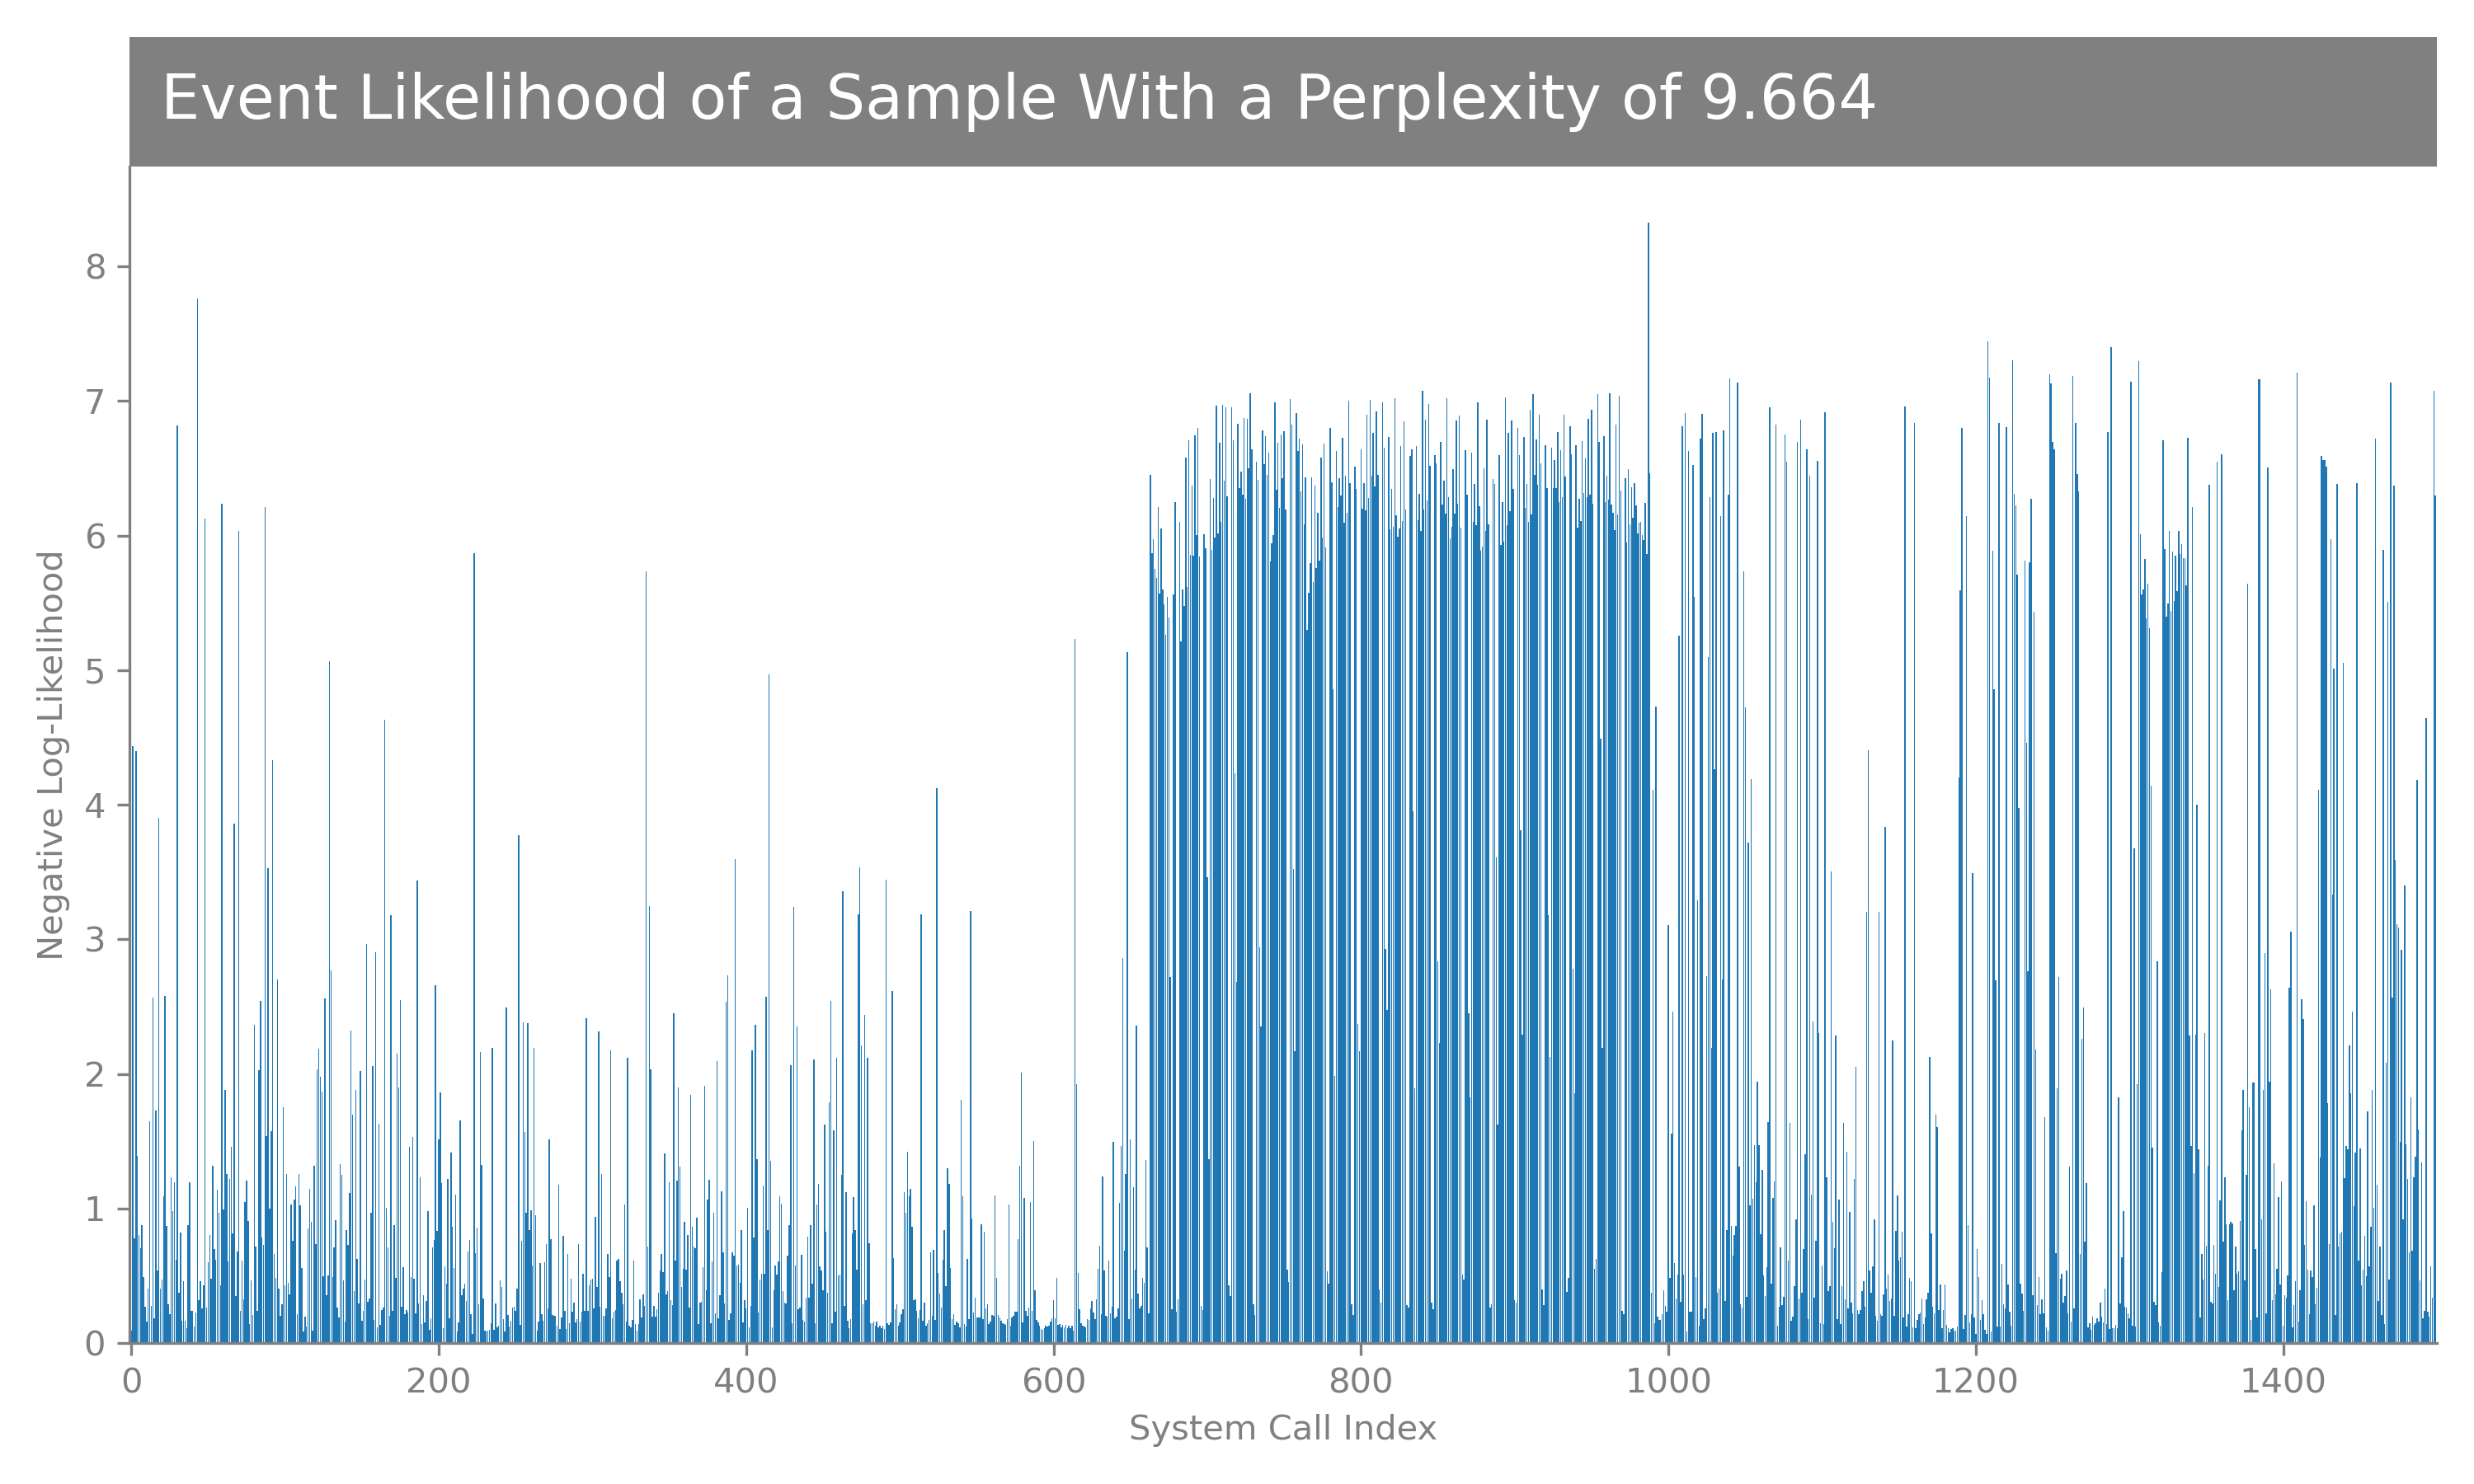 Event Likelihood of a Sample With a Perplexity of 9.664
Negative Log-Likelihood
8
7
6
5
4
3
2
1
0
0 200 400 600 800 1000 1200 1400
System Call Index